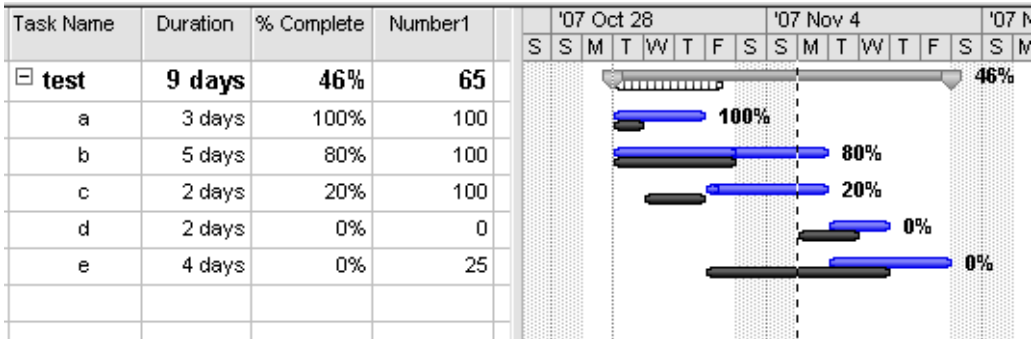 Task Name Duration % Complete Number1 '07 Oct 28 '07 Nov 4 '07 N
S S M T W T F S S M T W T F S S M
test 9 days 46% 65 46%
a 3 days 100% 100 100%
b 5 days 80% 100 80%
c 2 days 20% 100 20%
d 2 days 0% 0 0%
e 4 days 0% 25 0%